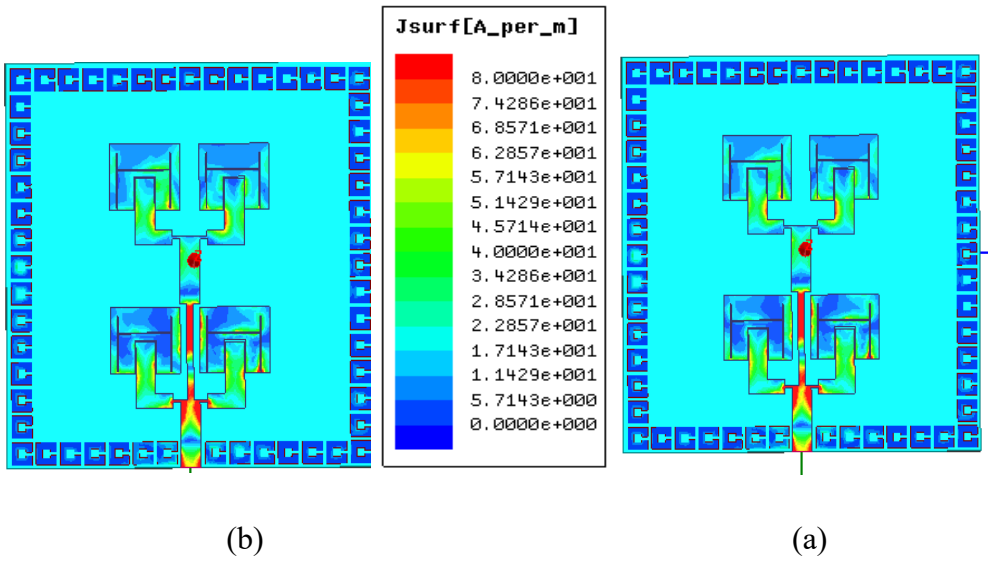 Jsurf[A_per_m]
8.0000e+001
7.4286e+001
6.8571e+001
6.2857e+001
5.7143e+001
5.1429e+001
4.5714e+001
4.0000e+001
3.4286e+001
2.8571e+001
2.2857e+001
1.7143e+001
1.1429e+001
5.7143e+000
0.0000e+000
(b)
(a)